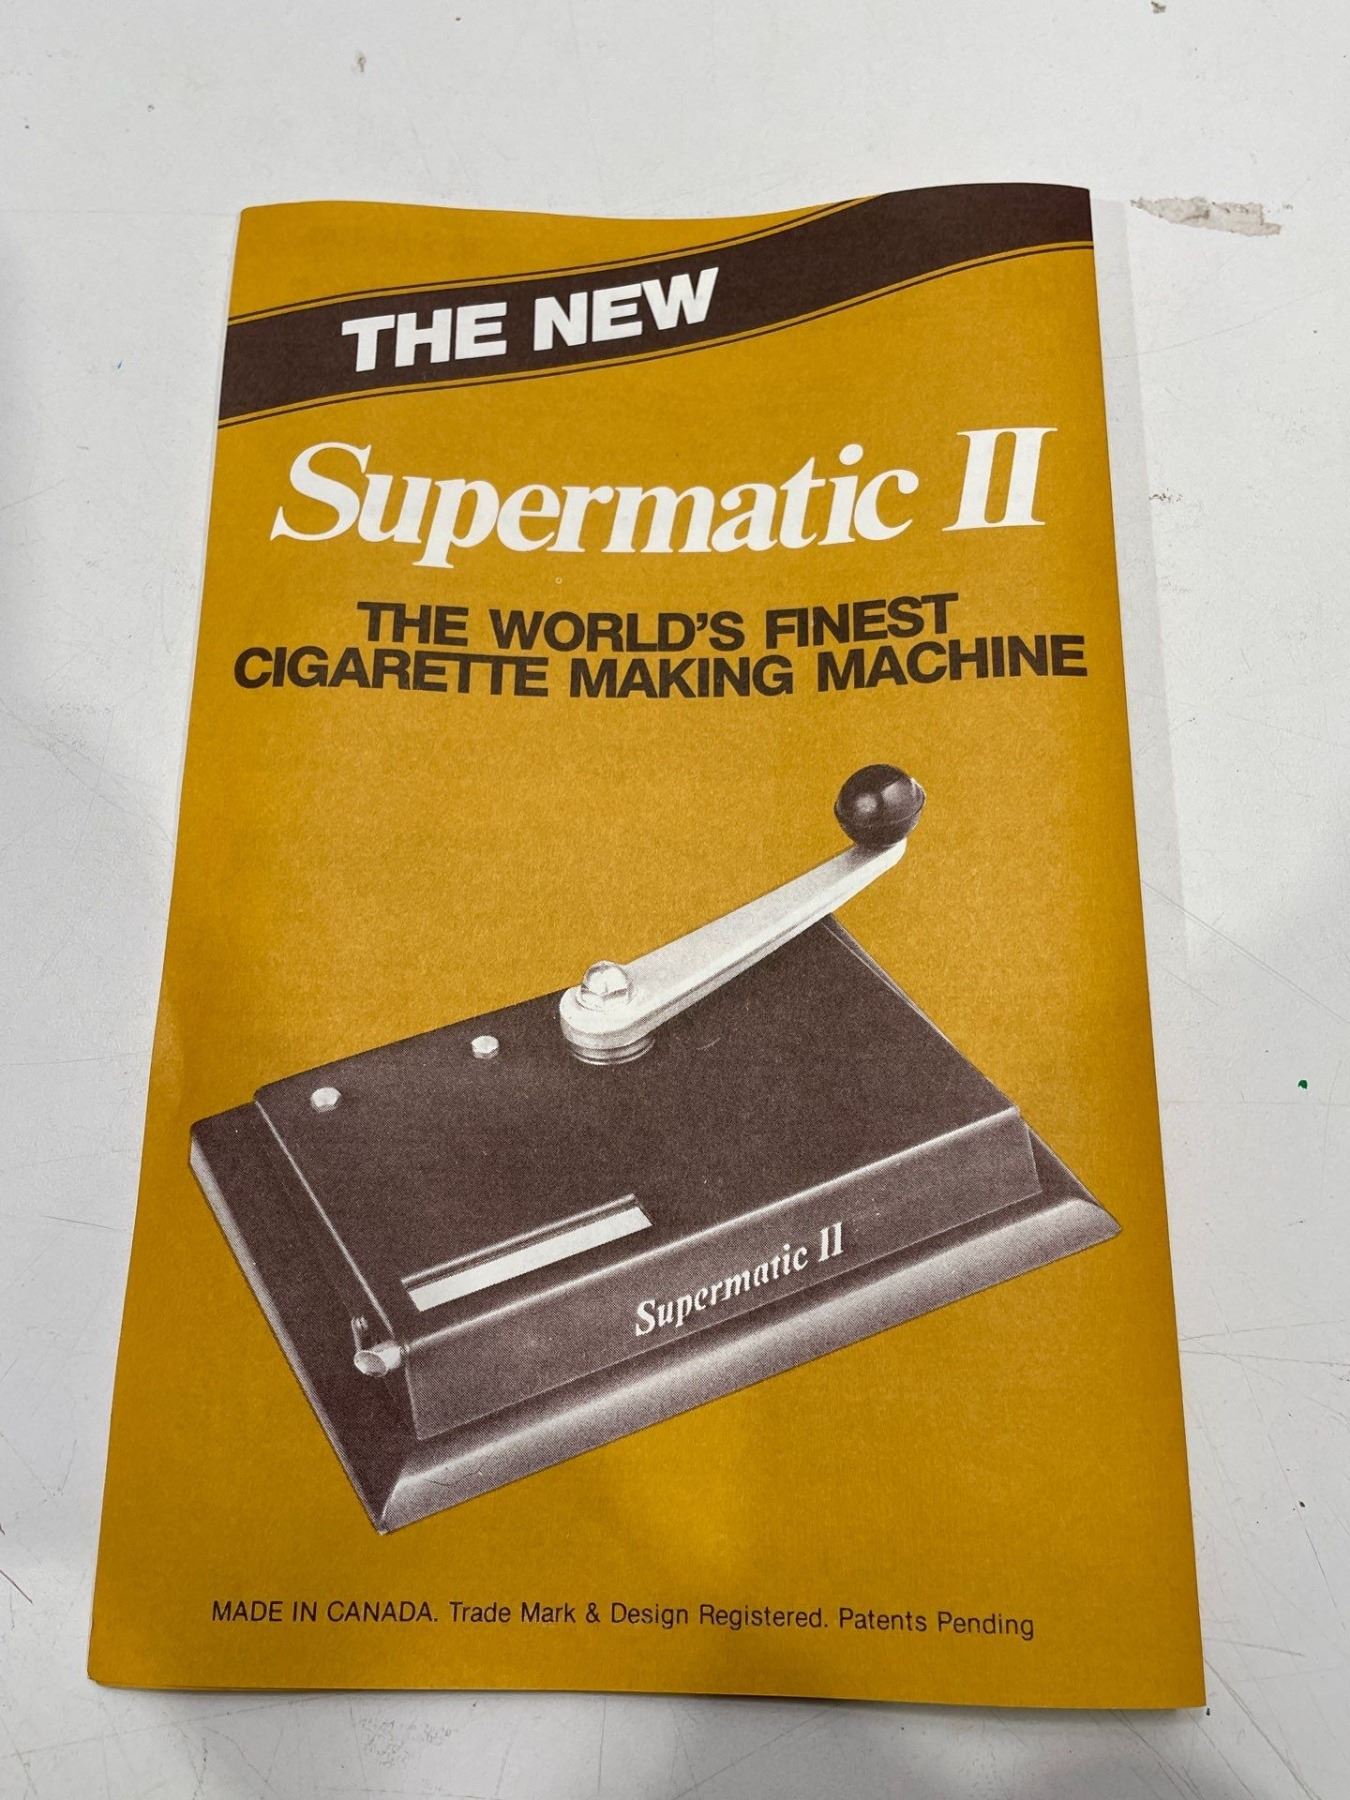 THE NEW
Supermatic II
THE WORLD'S FINEST
CIGARETTE MAKING MACHINE
Supermatic II
MADE IN CANADA. Trade Mark & Design Registered. Patents Pending